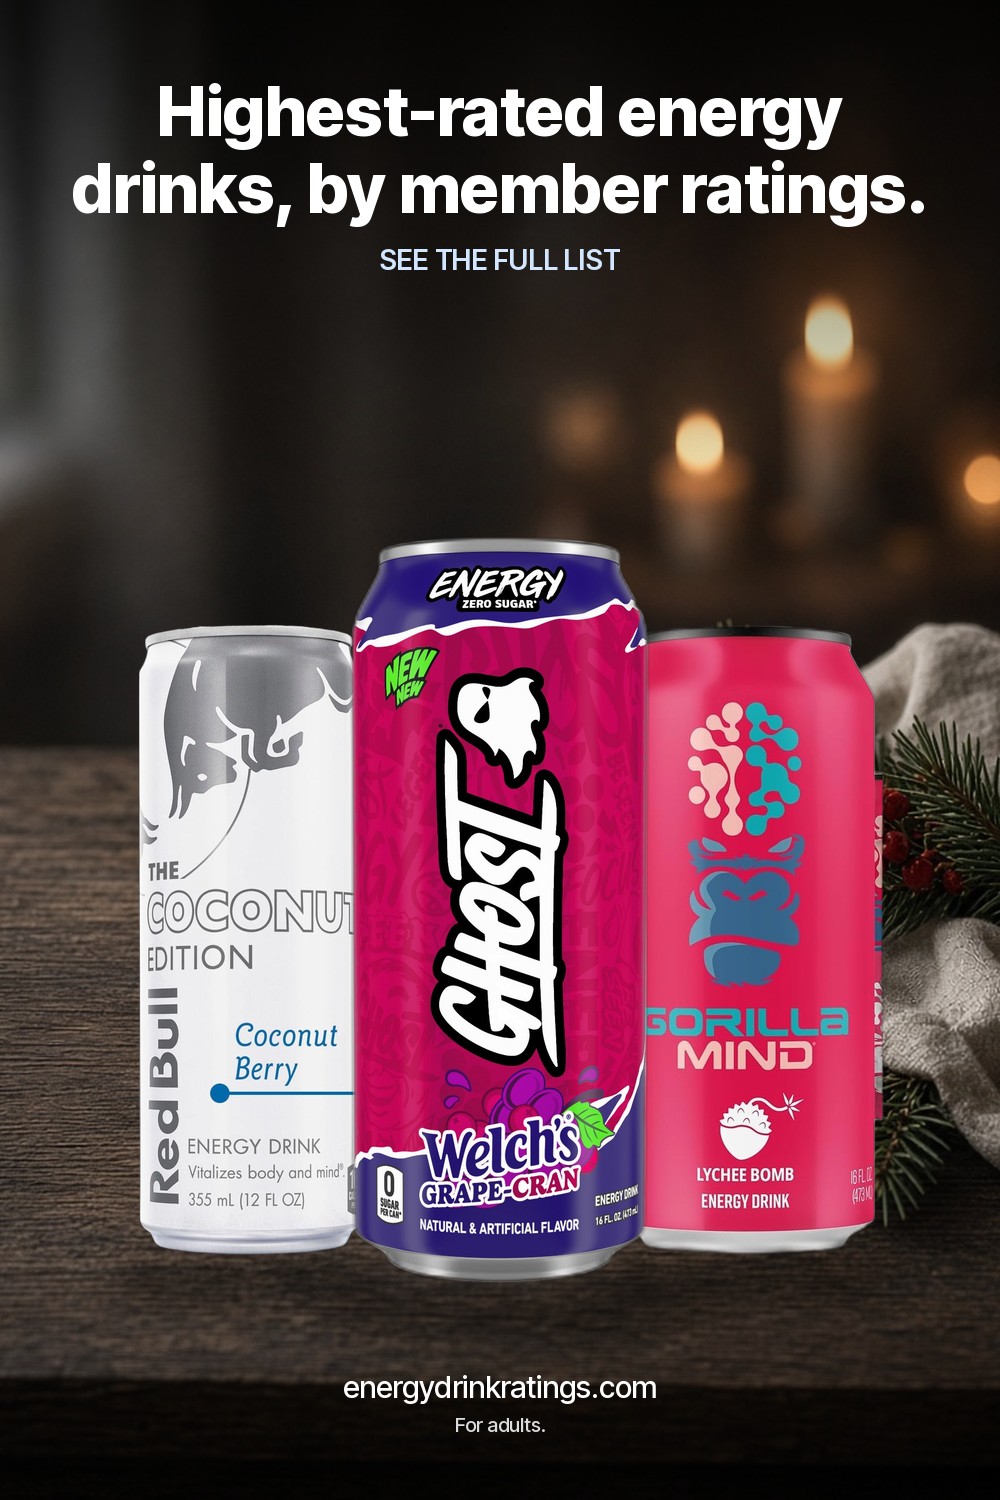 Highest-rated energy
drinks, by member ratings.
SEE THE FULL LIST
THE
COCONUT
EDITION
Red Bull
Coconut
Berry
ENERGY DRINK
Vitalizes body and mind®.
355 mL (12 FL OZ)
ENERGY
ZERO SUGAR*
NEW
NEW
GHOST
Welch's®
GRAPE-CRAN
0
SUGAR
PER CAN*
NATURAL & ARTIFICIAL FLAVOR
ENERGY DRINK
16 FL. OZ. (473 mL)
GORILLA
MIND
LYCHEE BOMB
ENERGY DRINK
16 FL OZ
(473 ML)
energydrinkratings.com
For adults.